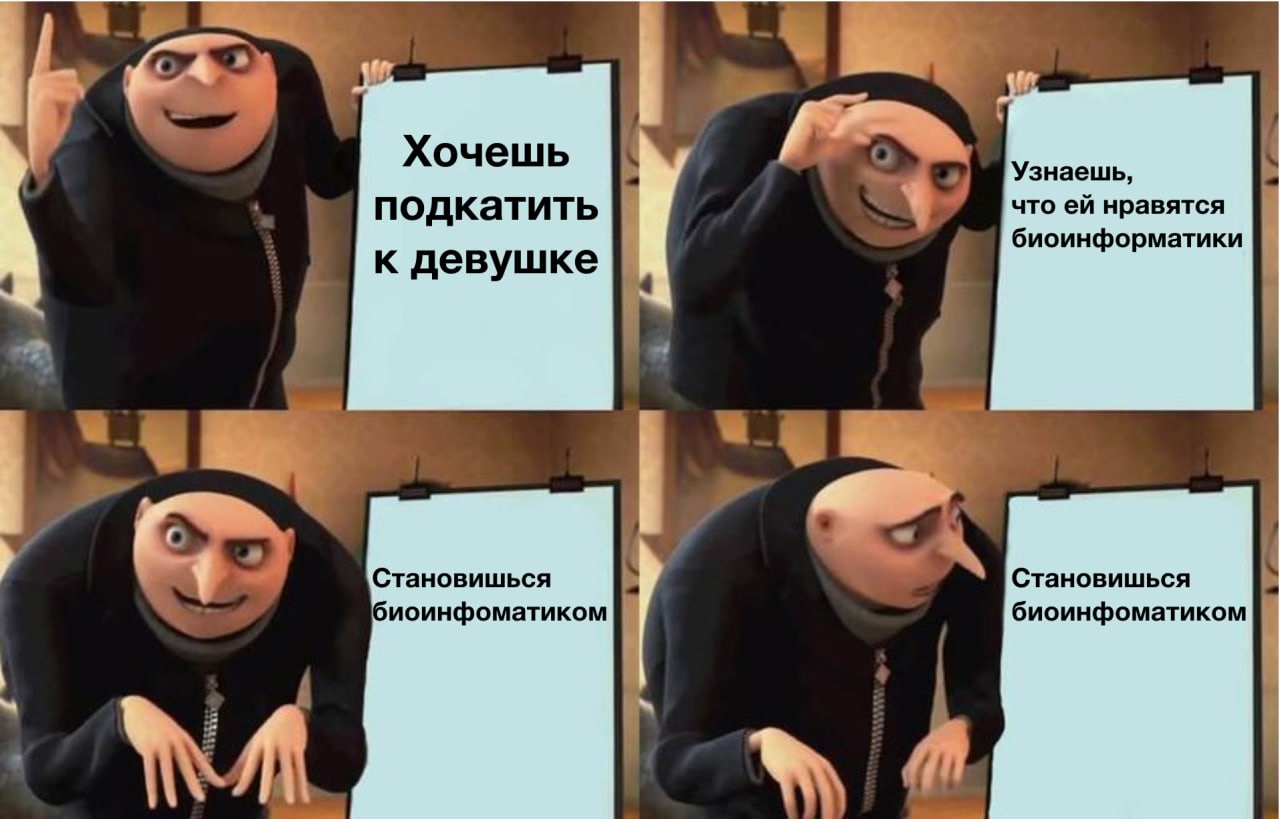 Хочешь
подкатить
к девушке
Узнаешь,
что ей нравятся
биоинформатики
Становишься
биоинфоматиком
Становишься
биоинфоматиком